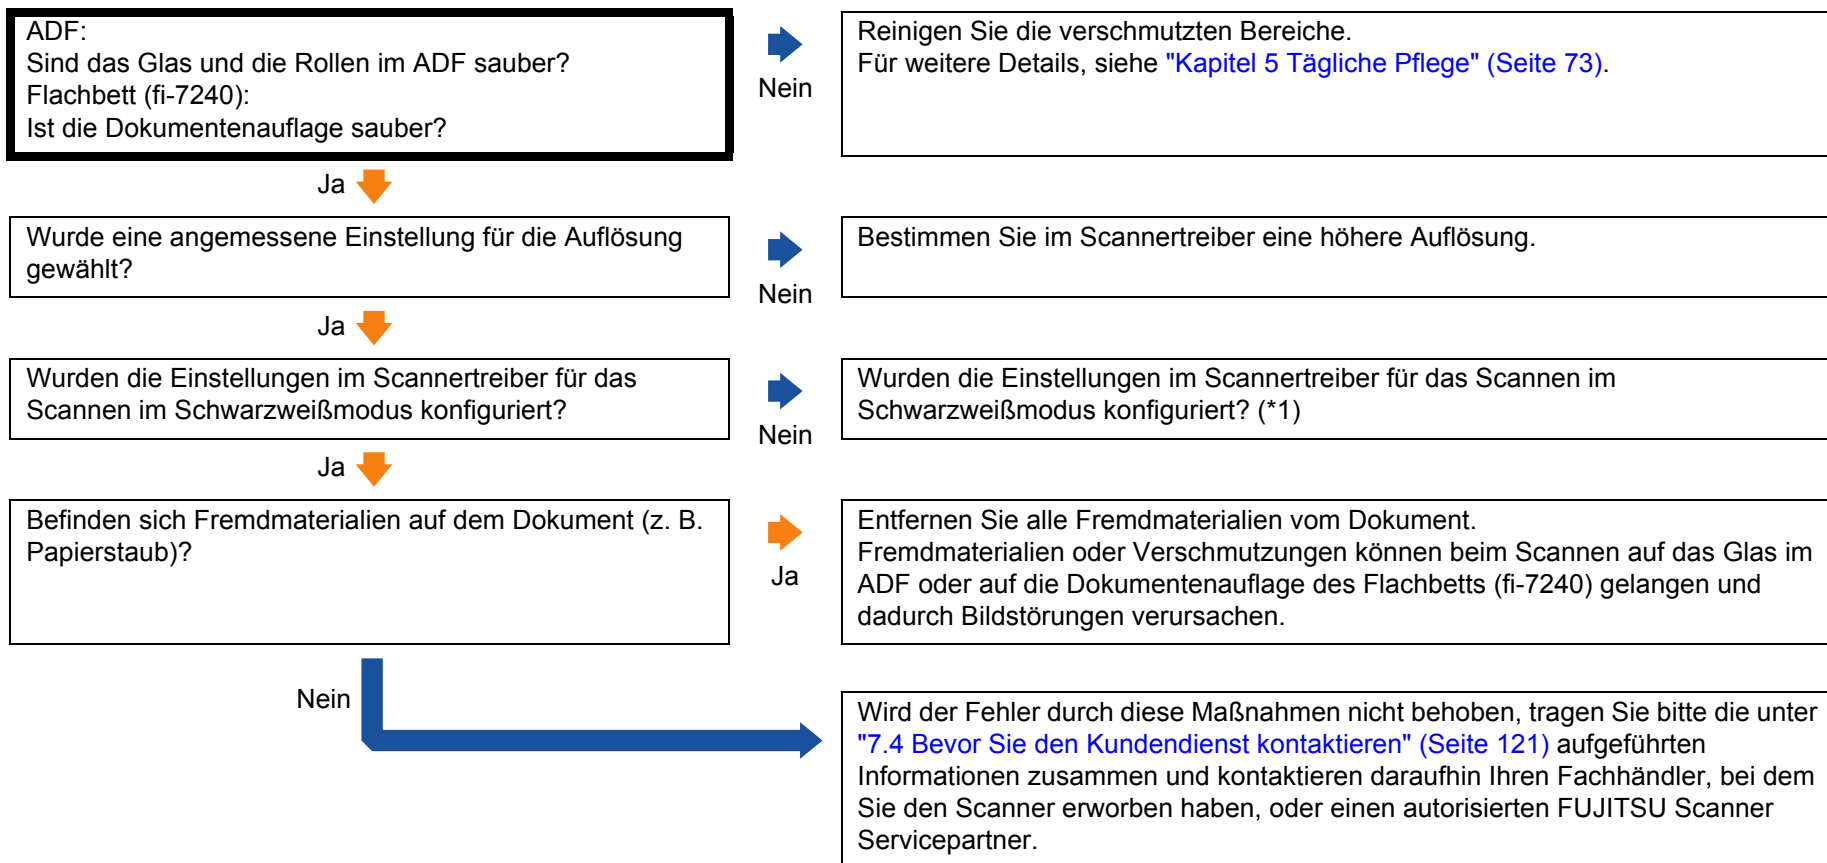 ADF:
Sind das Glas und die Rollen im ADF sauber?
Flachbett (fi-7240):
Ist die Dokumentenauflage sauber?
Nein
Reinigen Sie die verschmutzten Bereiche.
Für weitere Details, siehe "Kapitel 5 Tägliche Pflege" (Seite 73).
Ja
Wurde eine angemessene Einstellung für die Auflösung
gewählt?
Nein
Bestimmen Sie im Scannertreiber eine höhere Auflösung.
Ja
Wurden die Einstellungen im Scannertreiber für das
Scannen im Schwarzweißmodus konfiguriert?
Nein
Wurden die Einstellungen im Scannertreiber für das Scannen im
Schwarzweißmodus konfiguriert? (*1)
Ja
Befinden sich Fremdmaterialien auf dem Dokument (z. B.
Papierstaub)?
Ja
Entfernen Sie alle Fremdmaterialien vom Dokument.
Fremdmaterialien oder Verschmutzungen können beim Scannen auf das Glas im
ADF oder auf die Dokumentenauflage des Flachbetts (fi-7240) gelangen und
dadurch Bildstörungen verursachen.
Nein
Wird der Fehler durch diese Maßnahmen nicht behoben, tragen Sie bitte die unter
"7.4 Bevor Sie den Kundendienst kontaktieren" (Seite 121) aufgeführten
Informationen zusammen und kontaktieren daraufhin Ihren Fachhändler, bei dem
Sie den Scanner erworben haben, oder einen autorisierten FUJITSU Scanner
Servicepartner.